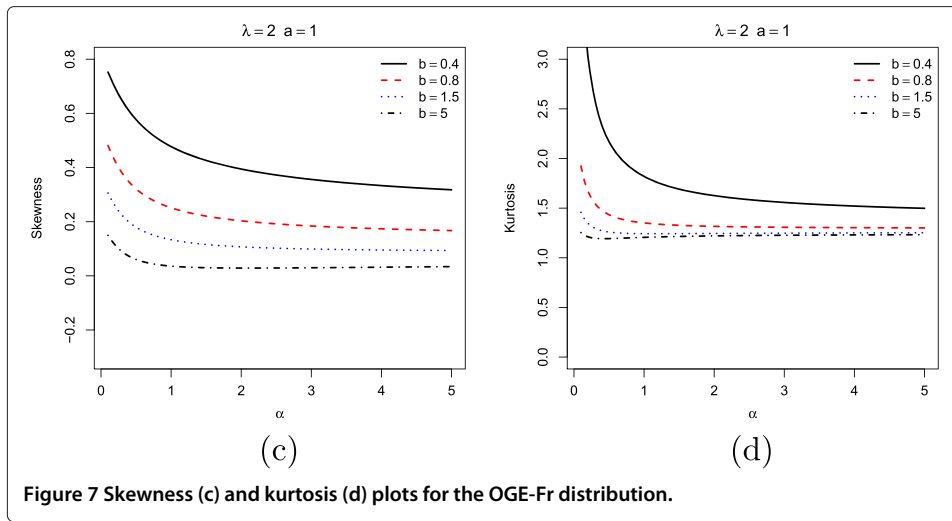 λ = 2 a = 1
Skewness
0.8
0.6
0.4
0.2
0.0
−0.2
b = 0.4
b = 0.8
b = 1.5
b = 5
0 1 2 3 4 5
α
(c)
λ = 2 a = 1
Kurtosis
3.0
2.5
2.0
1.5
1.0
0.5
0.0
b = 0.4
b = 0.8
b = 1.5
b = 5
0 1 2 3 4 5
α
(d)
Figure 7 Skewness (c) and kurtosis (d) plots for the OGE-Fr distribution.